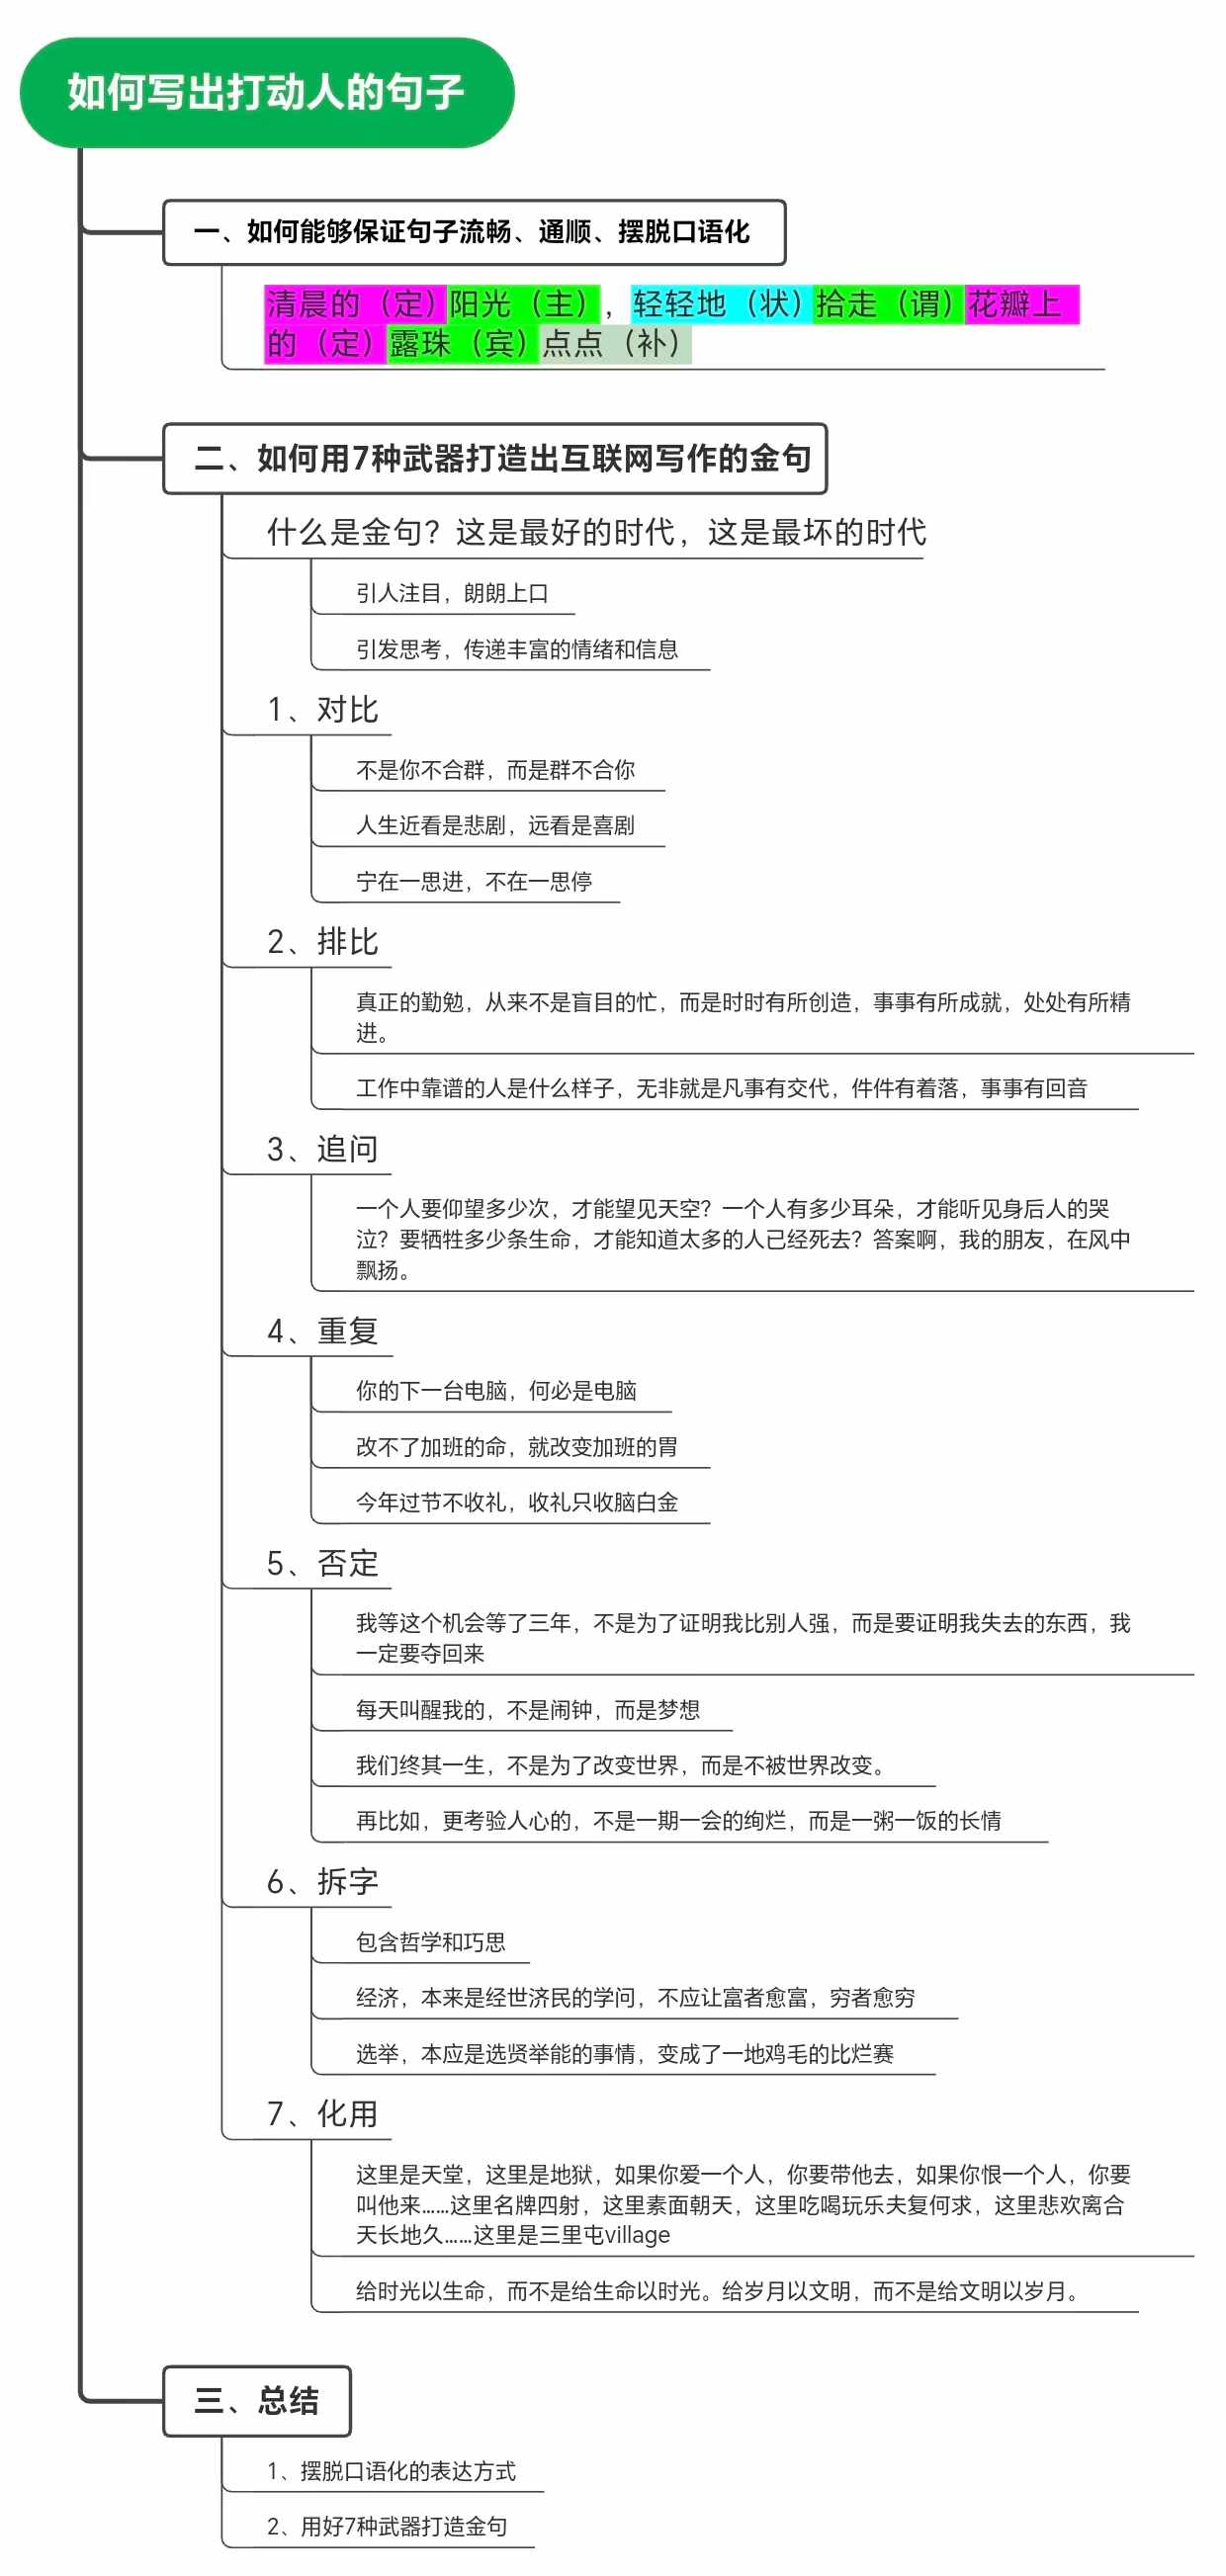 如何写出打动人的句子
一、如何能够保证句子流畅、通顺、摆脱口语化
清晨的（定）阳光（主），轻轻地（状）拾走（谓）花瓣上
的（定）露珠（宾）点点（补）
二、如何用7种武器打造出互联网写作的金句
什么是金句？这是最好的时代，这是最坏的时代
引人注目，朗朗上口
引发思考，传递丰富的情绪和信息
1、对比
不是你不合群，而是群不合你
人生近看是悲剧，远看是喜剧
宁在一思进，不在一思停
2、排比
真正的勤勉，从来不是盲目的忙，而是时时有所创造，事事有所成就，处处有所精
进。
工作中靠谱的人是什么样子，无非就是凡事有交代，件件有着落，事事有回音
3、追问
一个人要仰望多少次，才能望见天空？一个人有多少耳朵，才能听见身后人的哭
泣？要牺牲多少条生命，才能知道太多的人已经死去？答案啊，我的朋友，在风中
飘扬。
4、重复
你的下一台电脑，何必是电脑
改不了加班的命，就改变加班的胃
今年过节不收礼，收礼只收脑白金
5、否定
我等这个机会等了三年，不是为了证明我比别人强，而是要证明我失去的东西，我
一定要夺回来
每天叫醒我的，不是闹钟，而是梦想
我们终其一生，不是为了改变世界，而是不被世界改变。
再比如，更考验人心的，不是一期一会的绚烂，而是一粥一饭的长情
6、拆字
包含哲学和巧思
经济，本来是经世济民的学问，不应让富者愈富，穷者愈穷
选举，本应是选贤举能的事情，变成了一地鸡毛的比烂赛
7、化用
这里是天堂，这里是地狱，如果你爱一个人，你要带他去，如果你恨一个人，你要
叫他来……这里名牌四射，这里素面朝天，这里吃喝玩乐夫复何求，这里悲欢离合
天长地久……这里是三里屯village
给时光以生命，而不是给生命以时光。给岁月以文明，而不是给文明以岁月。
三、总结
1、摆脱口语化的表达方式
2、用好7种武器打造金句